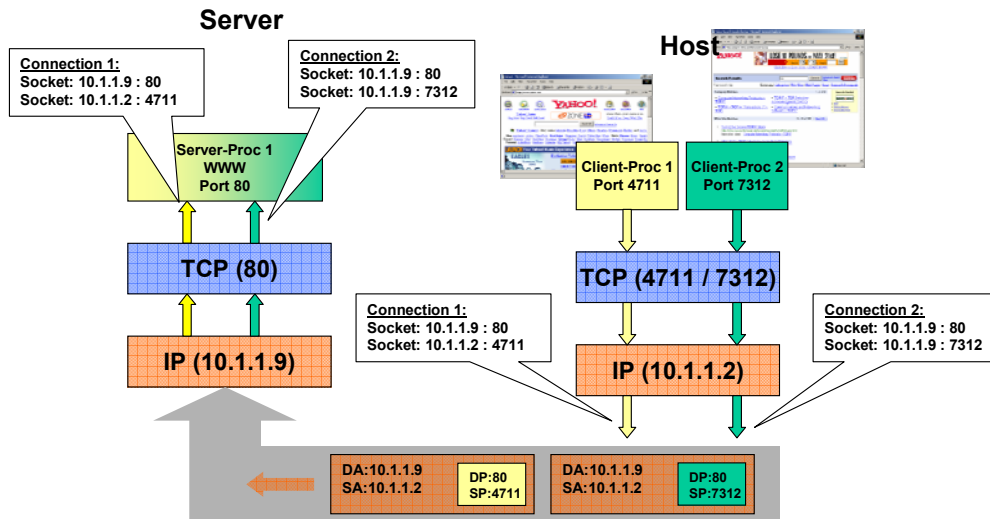 Server
Host
Connection 1:
Socket: 10.1.1.9 : 80
Socket: 10.1.1.2 : 4711
Connection 2:
Socket: 10.1.1.9 : 80
Socket: 10.1.1.9 : 7312
YAHOO!
ZONE
Server-Proc 1
WWW
Port 80
Client-Proc 1
Port 4711
Client-Proc 2
Port 7312
TCP (80)
TCP (4711 / 7312)
Connection 1:
Socket: 10.1.1.9 : 80
Socket: 10.1.1.2 : 4711
Connection 2:
Socket: 10.1.1.9 : 80
Socket: 10.1.1.9 : 7312
IP (10.1.1.9)
IP (10.1.1.2)
DA:10.1.1.9
SA:10.1.1.2
DP:80
SP:4711
DA:10.1.1.9
SA:10.1.1.2
DP:80
SP:7312